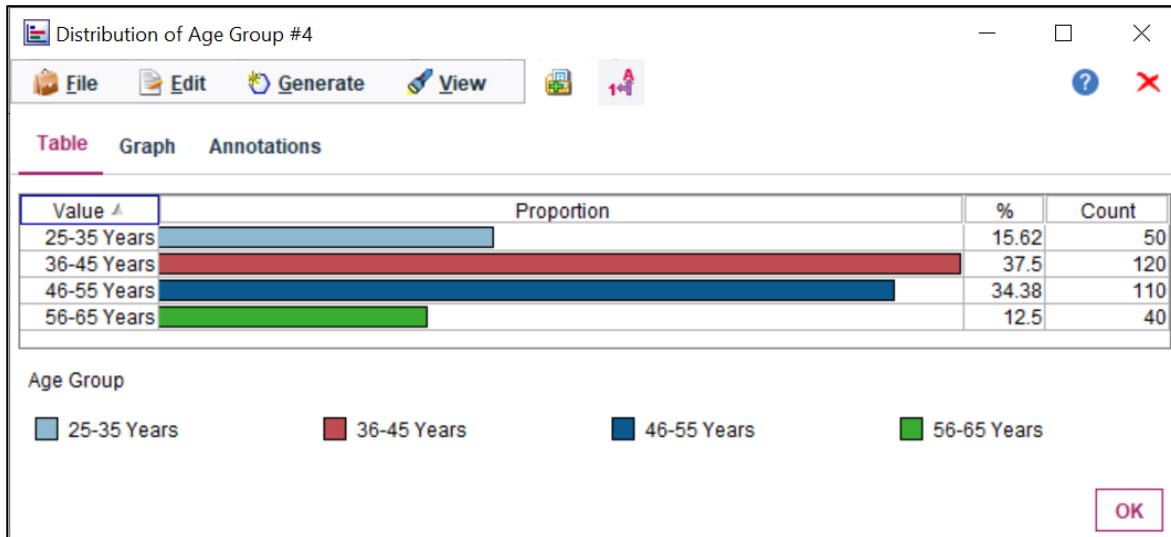 Distribution of Age Group #4
File Edit Generate View 1 A ?
Table Graph Annotations
Value Proportion % Count
25-35 Years 15.62 50
36-45 Years 37.5 120
46-55 Years 34.38 110
56-65 Years 12.5 40
Age Group
25-35 Years 36-45 Years 46-55 Years 56-65 Years
OK